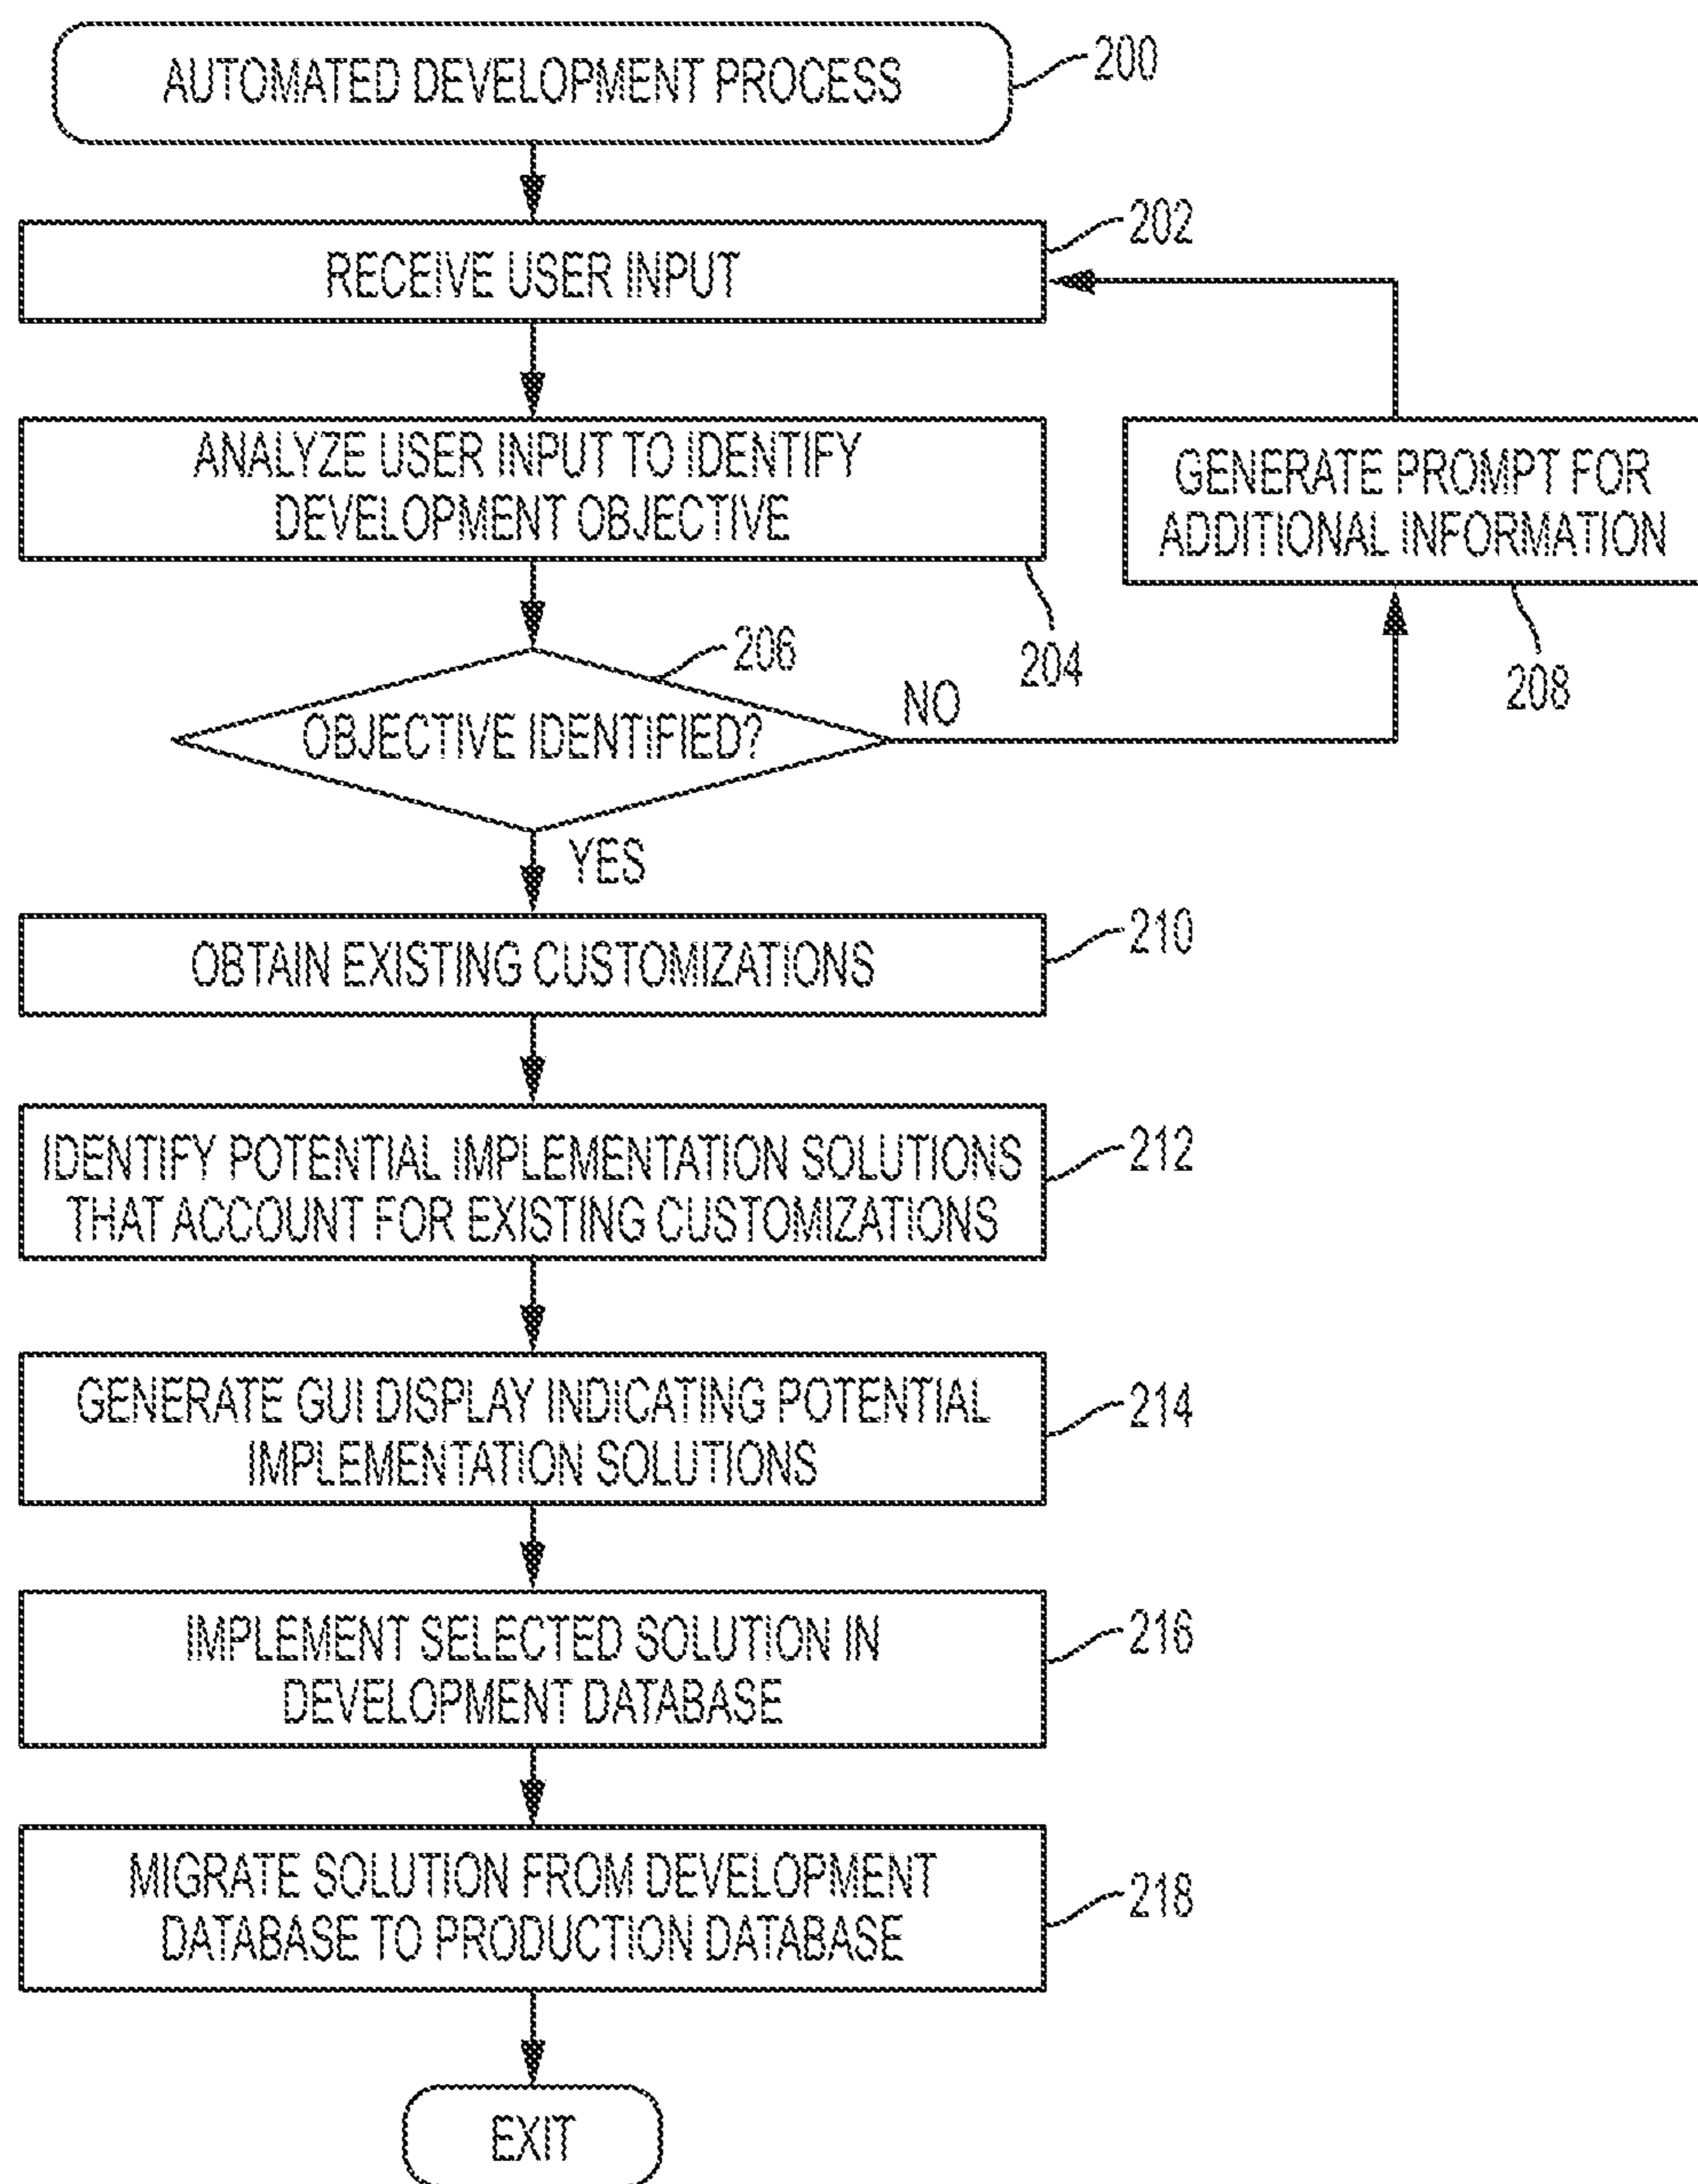 AUTOMATED DEVELOPMENT PROCESS
200
202
RECEIVE USER INPUT
ANALYZE USER INPUT TO IDENTIFY
DEVELOPMENT OBJECTIVE
204
GENERATE PROMPT FOR
ADDITIONAL INFORMATION
208
206
OBJECTIVE IDENTIFIED?
NO
YES
OBTAIN EXISTING CUSTOMIZATIONS
210
IDENTIFY POTENTIAL IMPLEMENTATION SOLUTIONS
THAT ACCOUNT FOR EXISTING CUSTOMIZATIONS
212
GENERATE GUI DISPLAY INDICATING POTENTIAL
IMPLEMENTATION SOLUTIONS
214
IMPLEMENT SELECTED SOLUTION IN
DEVELOPMENT DATABASE
216
MIGRATE SOLUTION FROM DEVELOPMENT
DATABASE TO PRODUCTION DATABASE
218
EXIT